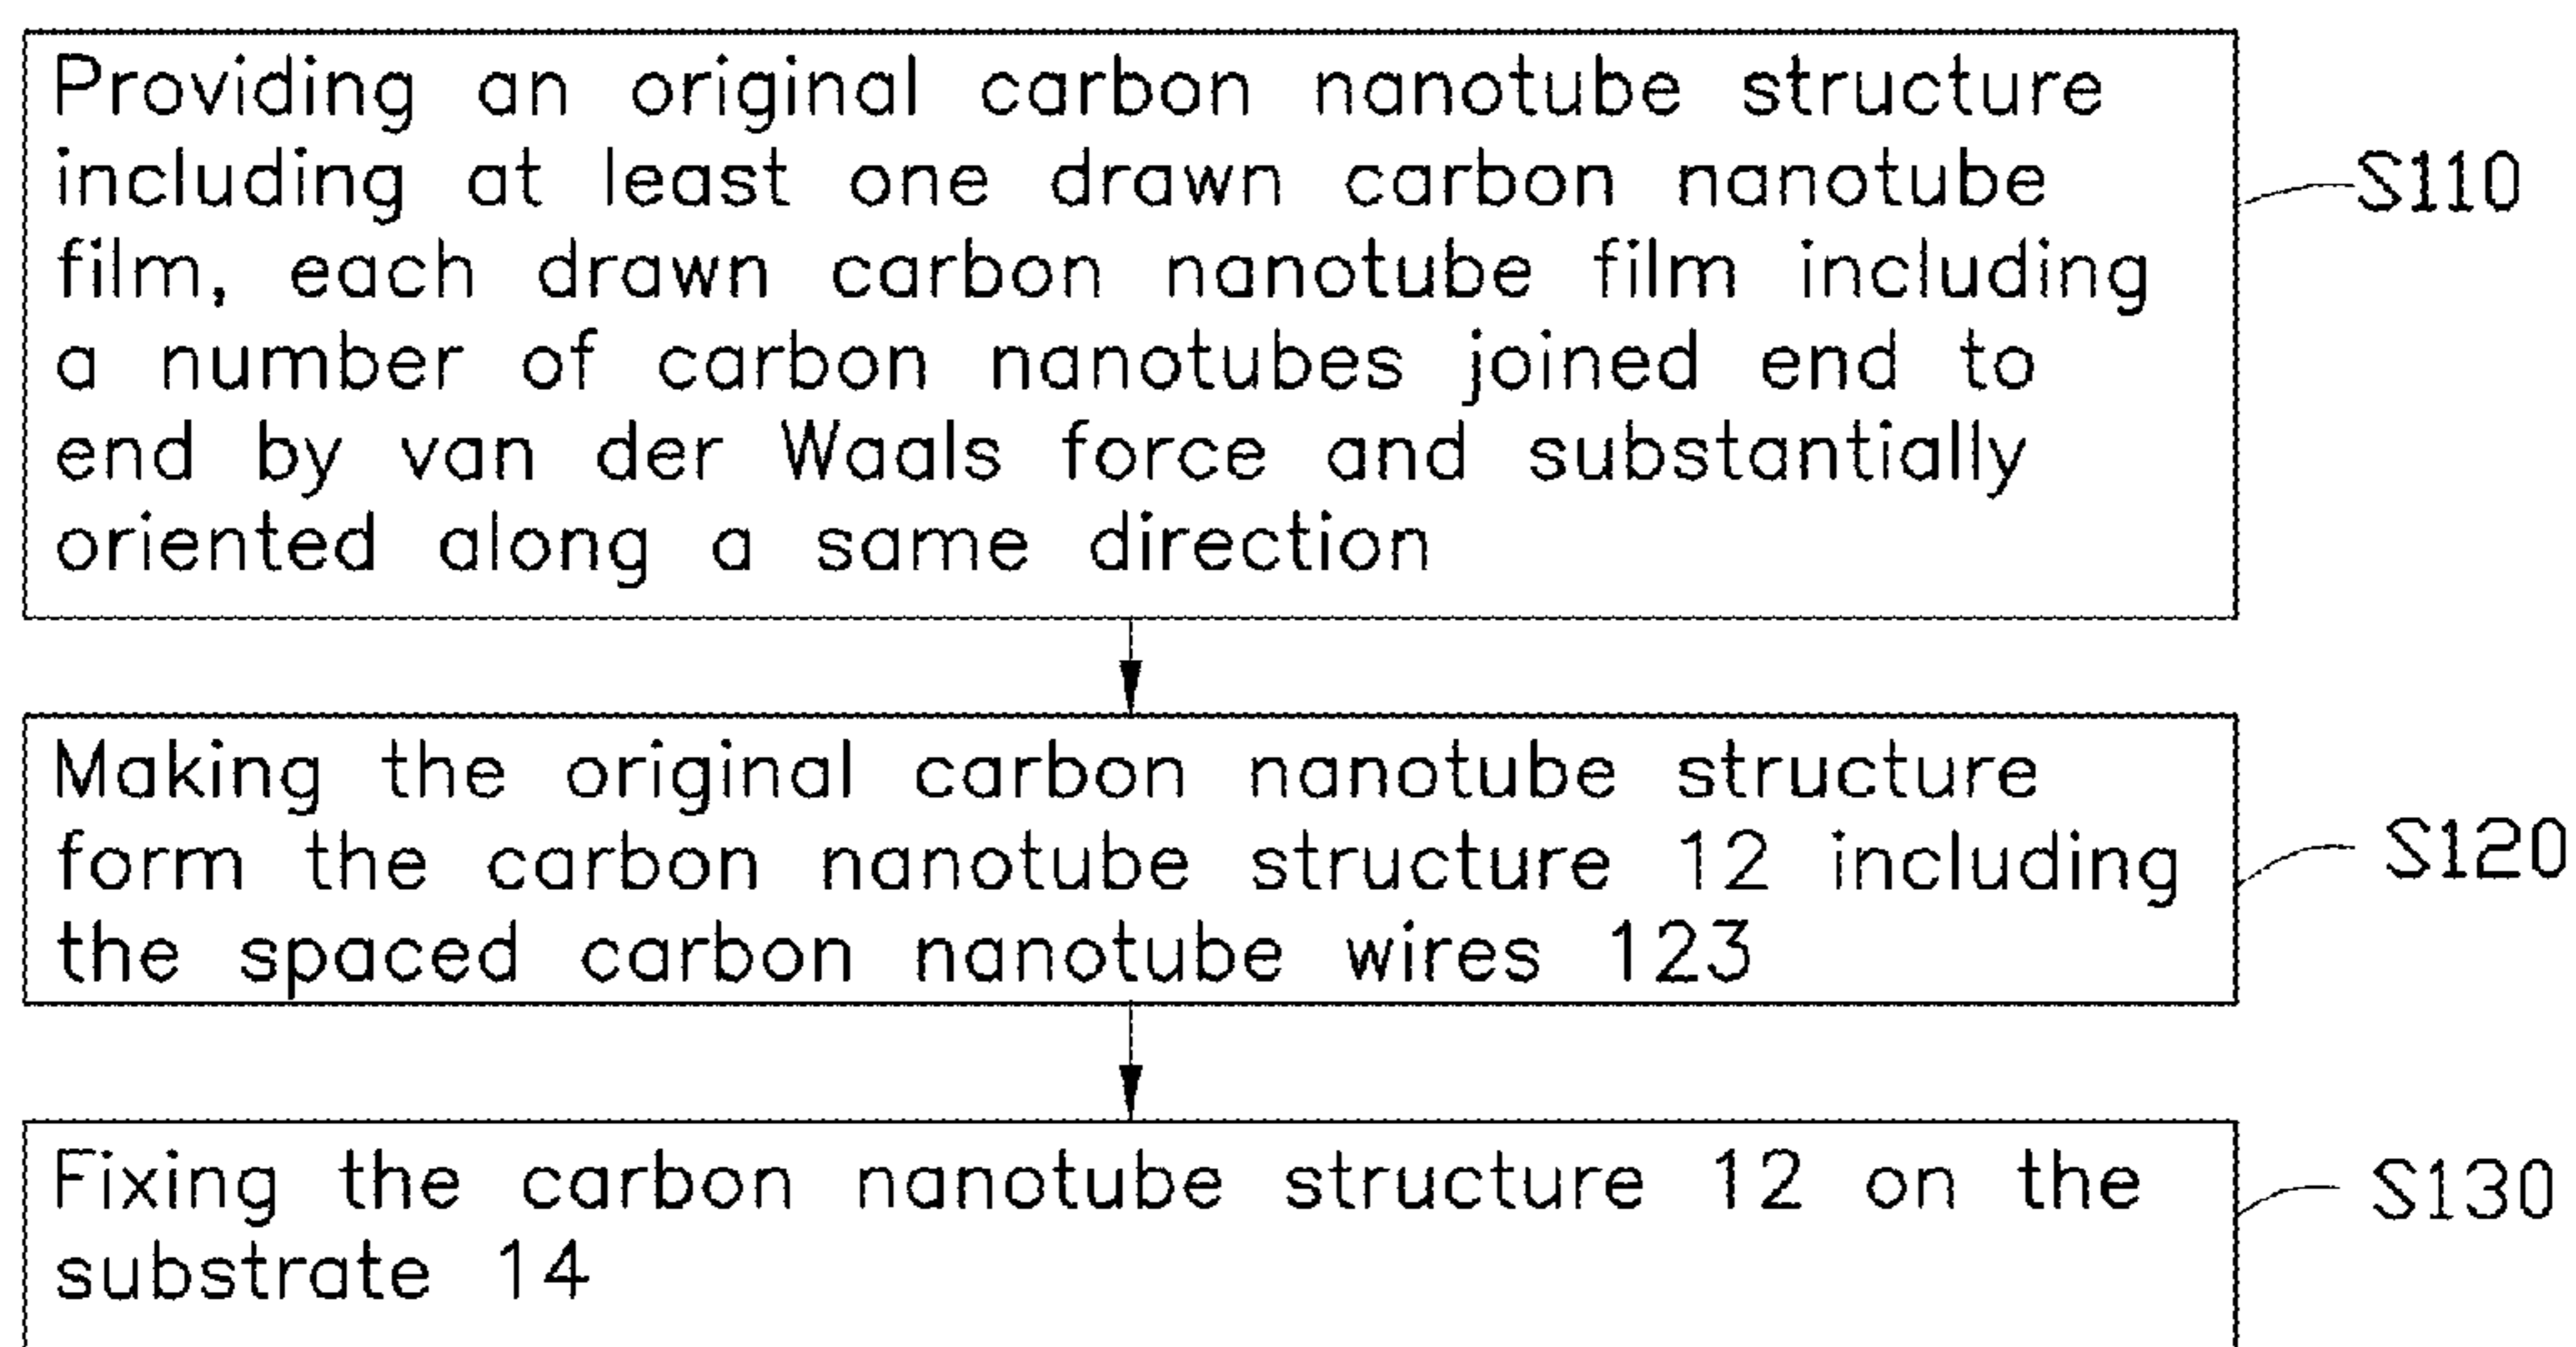 Providing an original carbon nanotube structure
including at least one drawn carbon nanotube
film, each drawn carbon nanotube film including
a number of carbon nanotubes joined end to
end by van der Waals force and substantially
oriented along a same direction
S110
Making the original carbon nanotube structure
form the carbon nanotube structure 12 including
the spaced carbon nanotube wires 123
S120
Fixing the carbon nanotube structure 12 on the
substrate 14
S130